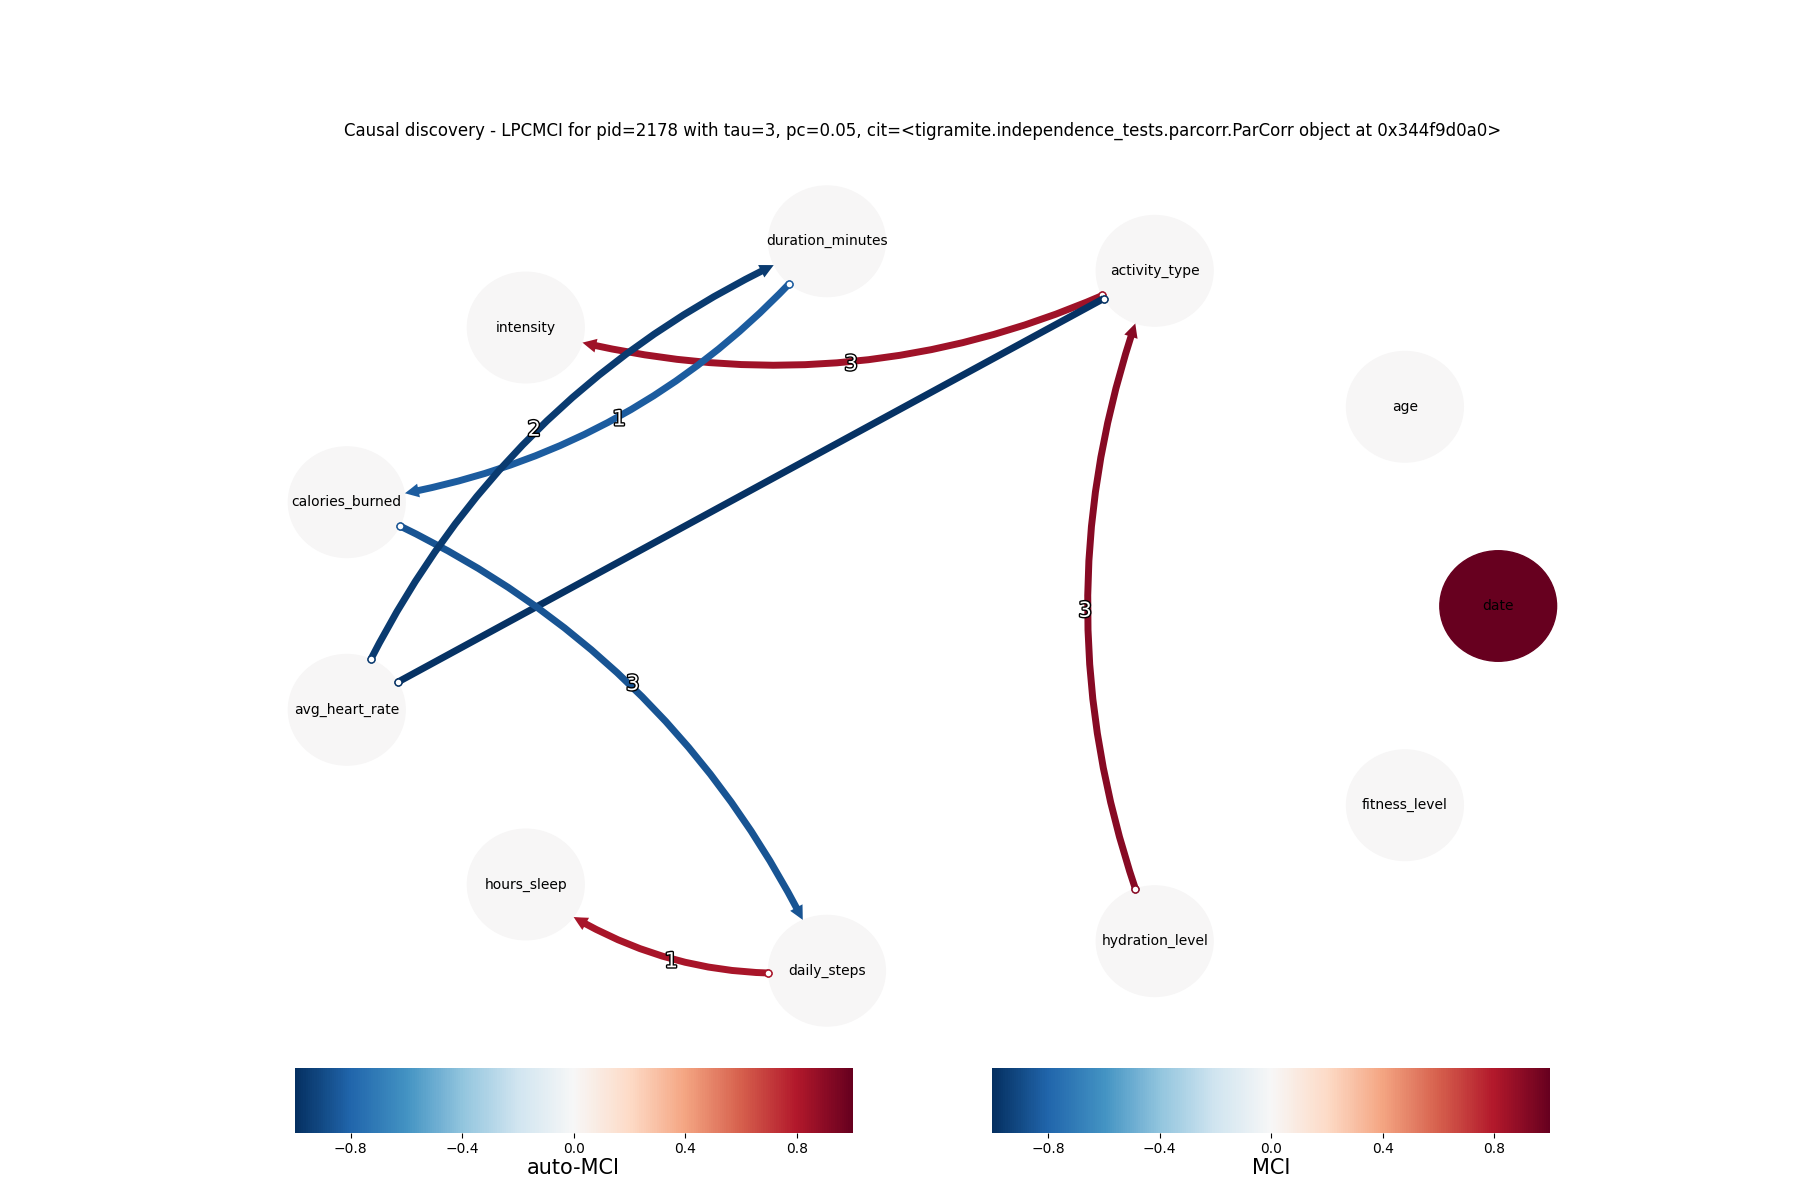 Causal discovery - LPCMCI for pid=2178 with tau=3, pc=0.05, cit=<tigramite.independence_tests.parcorr.ParCorr object at 0x344f9d0a0>
duration_minutes
activity_type
intensity
3
age
2
1
calories_burned
date
3
3
avg_heart_rate
fitness_level
hours_sleep
hydration_level
1
daily_steps
−0.8 −0.4 0.0 0.4 0.8
auto-MCI
−0.8 −0.4 0.0 0.4 0.8
MCI